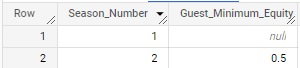 Row Season_Number Guest_Minimum_Equity
1 1 null
2 2 0.5